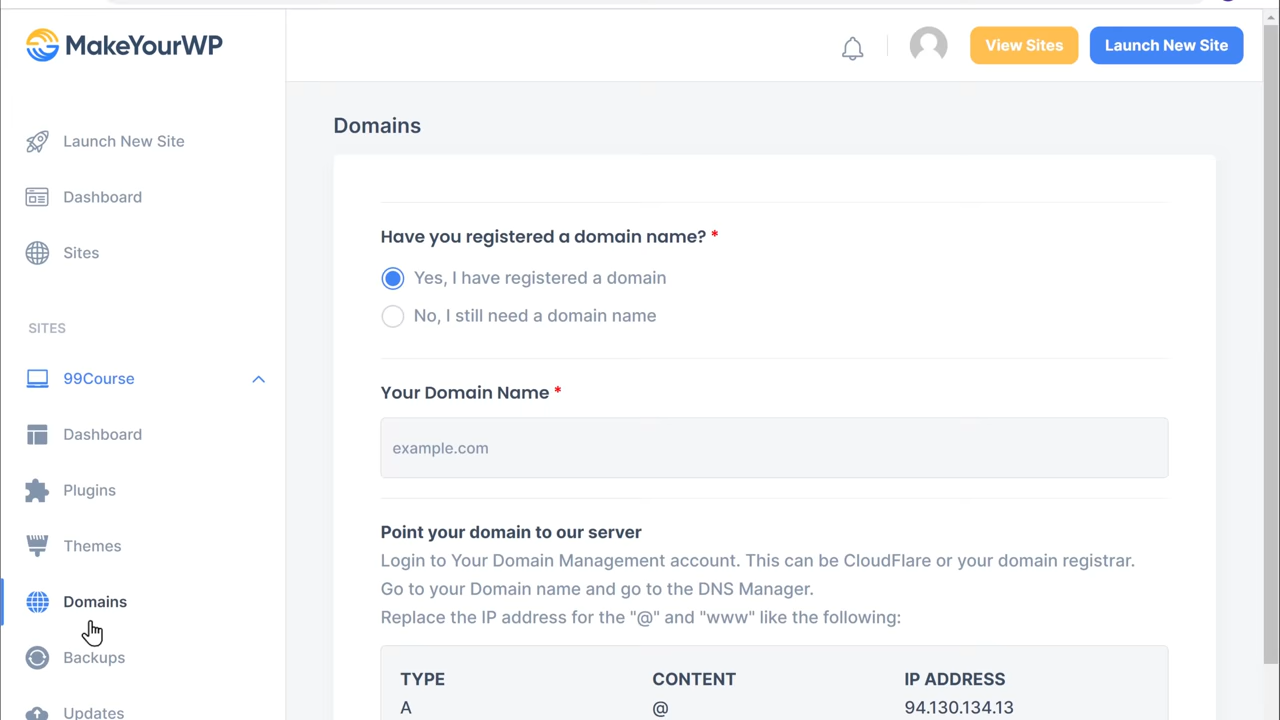 MakeYourWP
View Sites
Launch New Site
Launch New Site
Dashboard
Sites
SITES
99Course
Dashboard
Plugins
Themes
Domains
Backups
Updates
Domains
Have you registered a domain name? *
Yes, I have registered a domain
No, I still need a domain name
Your Domain Name *
example.com
Point your domain to our server
Login to Your Domain Management account. This can be CloudFlare or your domain registrar.
Go to your Domain name and go to the DNS Manager.
Replace the IP address for the "@" and "www" like the following:
TYPE CONTENT IP ADDRESS
A @ 94.130.134.13